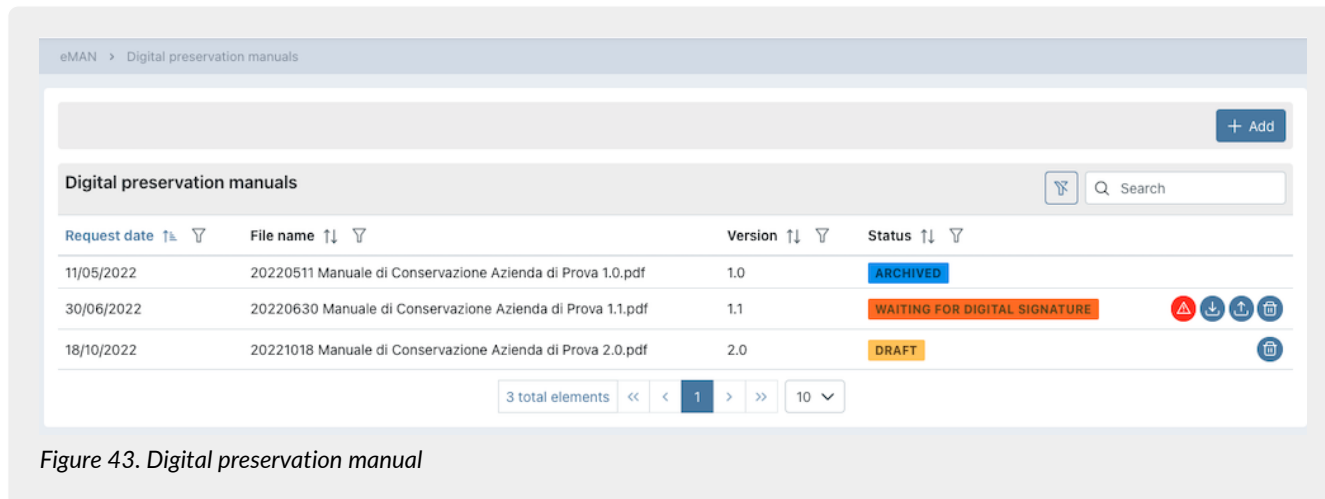 eMAN > Digital preservation manuals
+ Add
Digital preservation manuals
Search
Request date File name Version Status
11/05/2022 20220511 Manuale di Conservazione Azienda di Prova 1.0.pdf 1.0 ARCHIVED
30/06/2022 20220630 Manuale di Conservazione Azienda di Prova 1.1.pdf 1.1 WAITING FOR DIGITAL SIGNATURE
18/10/2022 20221018 Manuale di Conservazione Azienda di Prova 2.0.pdf 2.0 DRAFT
3 total elements << < 1 > >> 10
Figure 43. Digital preservation manual